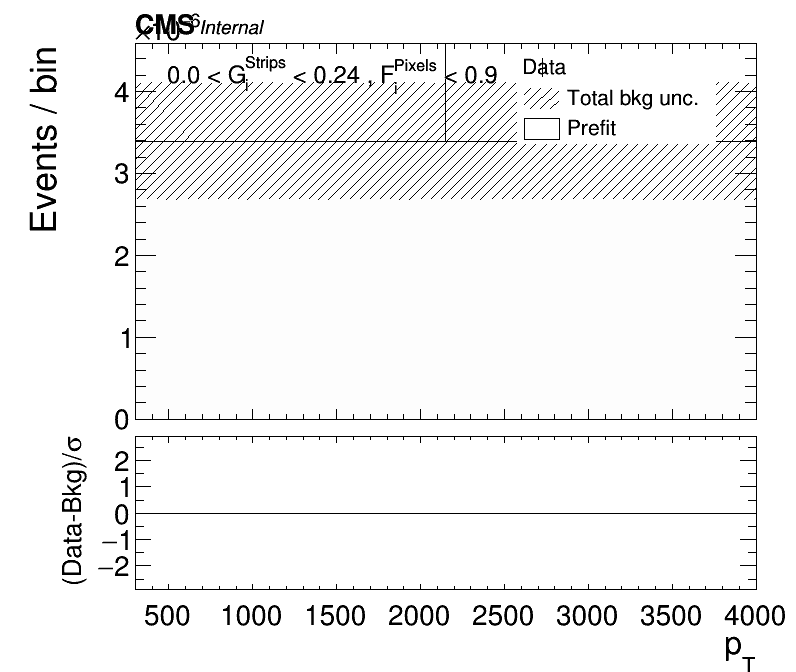 CMS Internal
×10⁻⁶
Events / bin
0.0 < G_i^Strips < 0.24 , F_i^Pixels < 0.9
Data
Total bkg unc.
Prefit
4
3
2
1
0
(Data-Bkg)/σ
2
1
0
−1
−2
500 1000 1500 2000 2500 3000 3500 4000
p_T